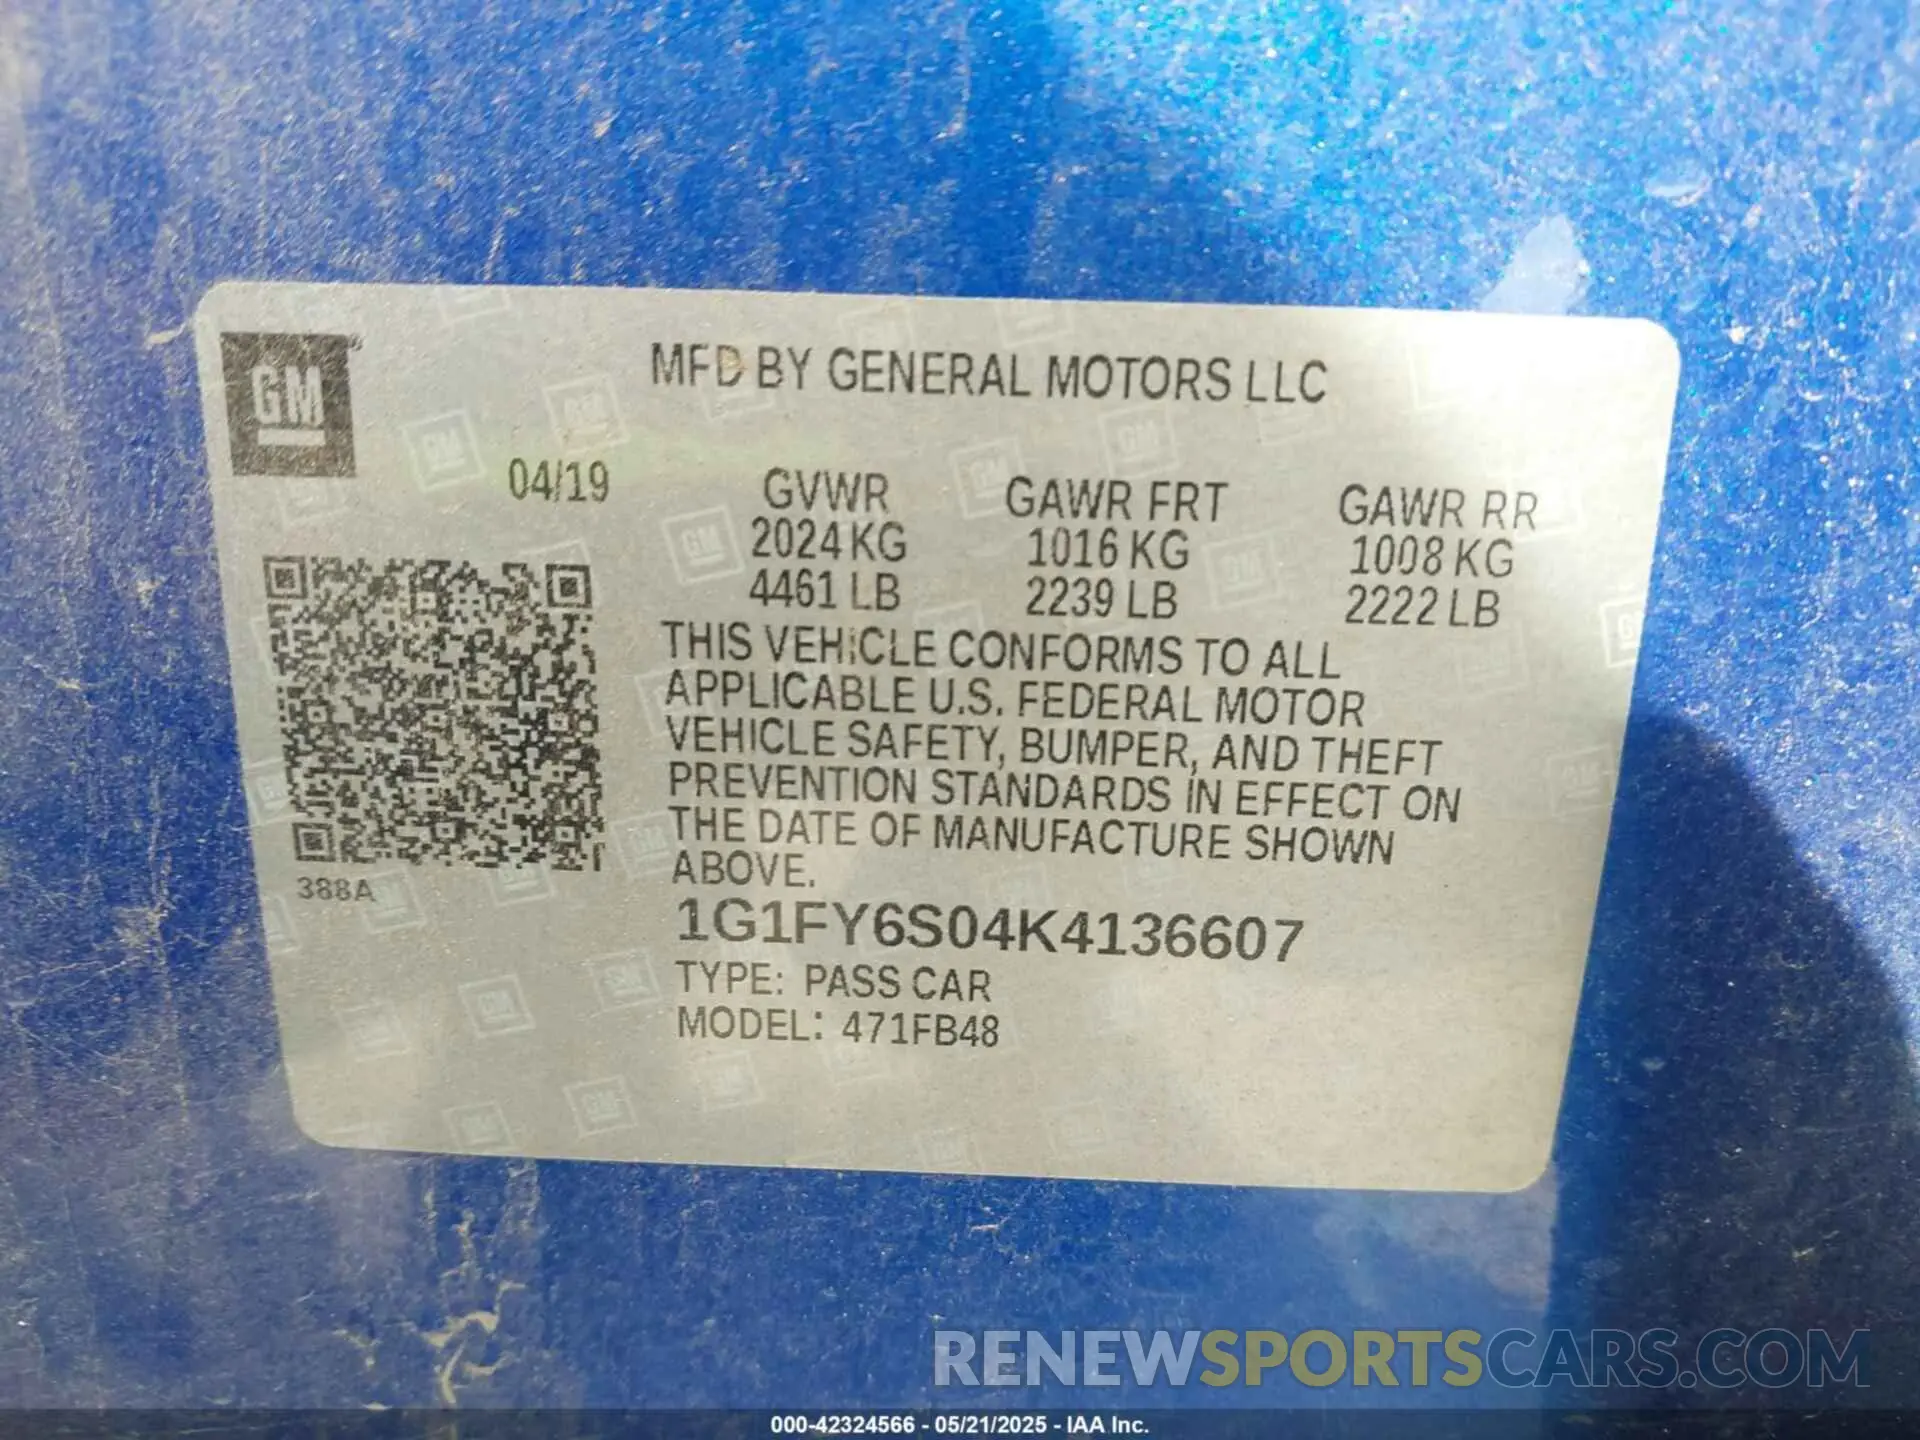 GM
MFD BY GENERAL MOTORS LLC
04/19
GVWR GAWR FRT GAWR RR
2024 KG 1016 KG 1008 KG
4461 LB 2239 LB 2222 LB
THIS VEHICLE CONFORMS TO ALL
APPLICABLE U.S. FEDERAL MOTOR
VEHICLE SAFETY, BUMPER, AND THEFT
PREVENTION STANDARDS IN EFFECT ON
THE DATE OF MANUFACTURE SHOWN
ABOVE.
388A
1G1FY6S04K4136607
TYPE: PASS CAR
MODEL: 471FB48
RENEWSPORTSCARS.COM
000-42324566 - 05/21/2025 - IAA Inc.